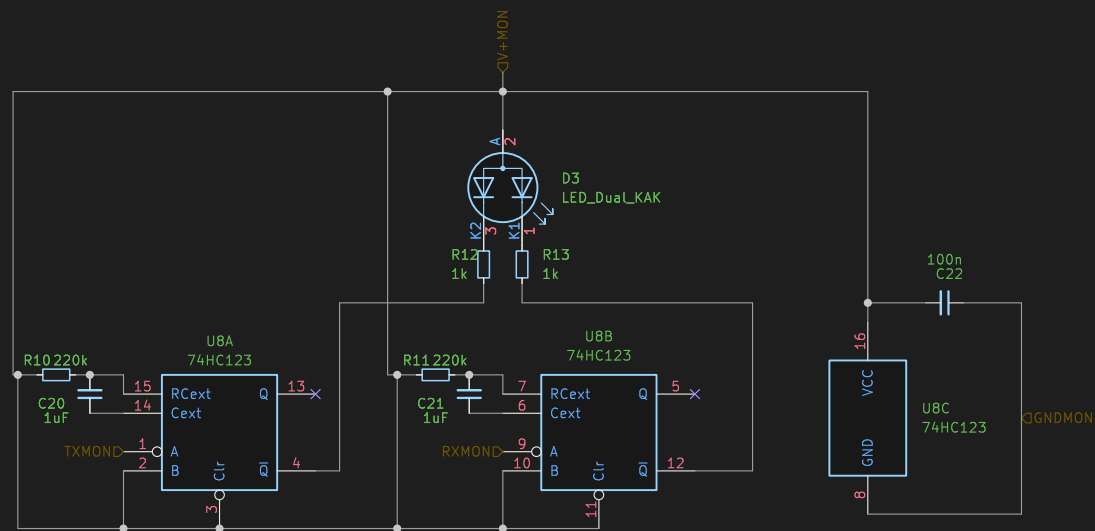 V+MON
A
2
D3
LED_Dual_KAK
K2
3
K1
1
R12
1k
R13
1k
100n
C22
U8A
74HC123
R10 220k
C20
1uF
15
RCext
Q
13
14
Cext
TXMON
1
A
2
B
Clr
Q
4
3
U8B
74HC123
R11 220k
C21
1uF
7
RCext
Q
5
6
Cext
RXMON
9
A
10
B
Clr
Q
12
11
16
VCC
U8C
74HC123
GND
8
GNDMON